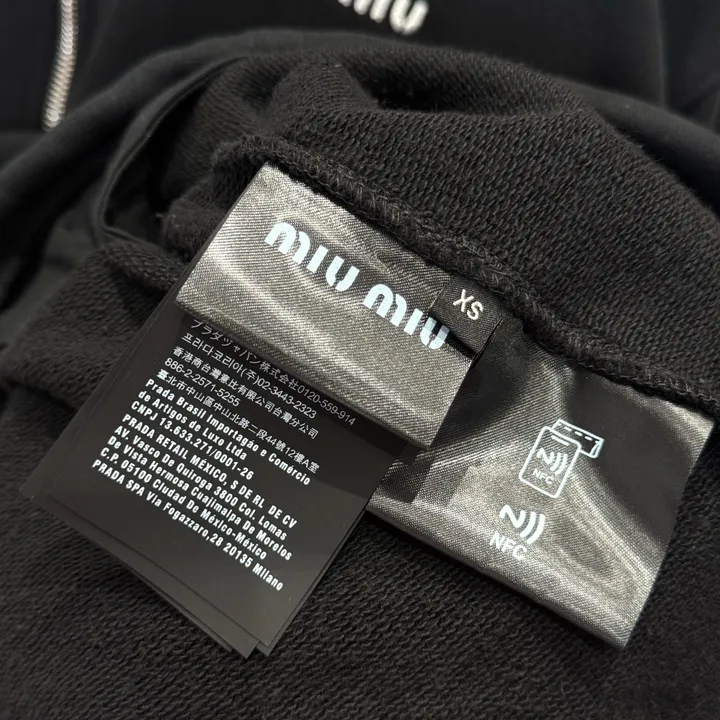 MIU
MIU MIU
XS
プラダジャパン株式会社0120-559-914
프라다코리아(주)02.3443-2323
香港商台灣普比有限公司台灣分公司
886-2-2571-5255
臺北市中山區中山北路二段44號12樓A室
Prada Brasil Importação e Comércio
de Artigos de Luxo Ltda
CNPJ 13.633.271/0001-26
PRADA RETAIL MEXICO, S DE RL DE CV
AV. Vasco De Quiroga 3800 Col. Lomas
De Vista Hermosa Cuajimalpa De Morelos
C.P. 05100 Ciudad De México-México
PRADA SPA Via Fogazzaro, 28 20135 Milano
NFC
NFC